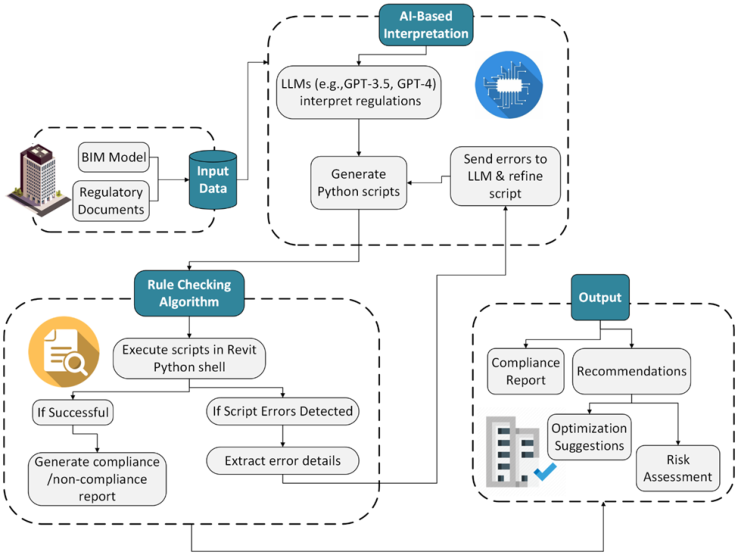 AI-Based
Interpretation
LLMs (e.g.,GPT-3.5, GPT-4)
interpret regulations
Generate
Python scripts
Send errors to
LLM & refine
script
BIM Model
Regulatory
Documents
Input
Data
Rule Checking
Algorithm
Execute scripts in Revit
Python shell
If Successful
If Script Errors Detected
Generate compliance
/non-compliance
report
Extract error details
Output
Compliance
Report
Recommendations
Optimization
Suggestions
Risk
Assessment